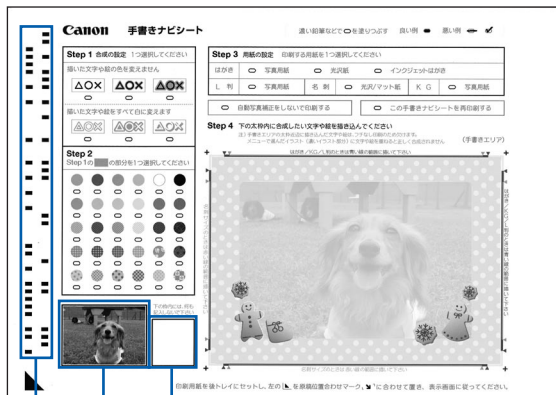 Canon 手書きナビシート
濃い鉛筆などで ⬭ を塗りつぶす 良い例 悪い例
Step 1 合成の設定 1つ選択してください
描いた文字や絵の色を変えません
△○× △○× △○×
描いた文字や絵をすべて白に変えます
△○× △○× △○×
Step 2
Step 1の の部分を1つ選択してください
Step 3 用紙の設定 印刷する用紙を1つ選択してください
はがき 写真用紙 光沢紙 インクジェットはがき
L 判 写真用紙 名 刺 光沢/マット紙 K G 写真用紙
自動写真補正をしないで印刷する この手書きナビシートを再印刷する
Step 4 下の太枠内に合成したい文字や絵を描き込んでください
(手書きエリア)
下の枠内には、何も
記入しないで下さい
印刷用紙を後トレイにセットし、左の を原稿位置合わせマーク、 に合わせて置き、表示画面に従ってください。